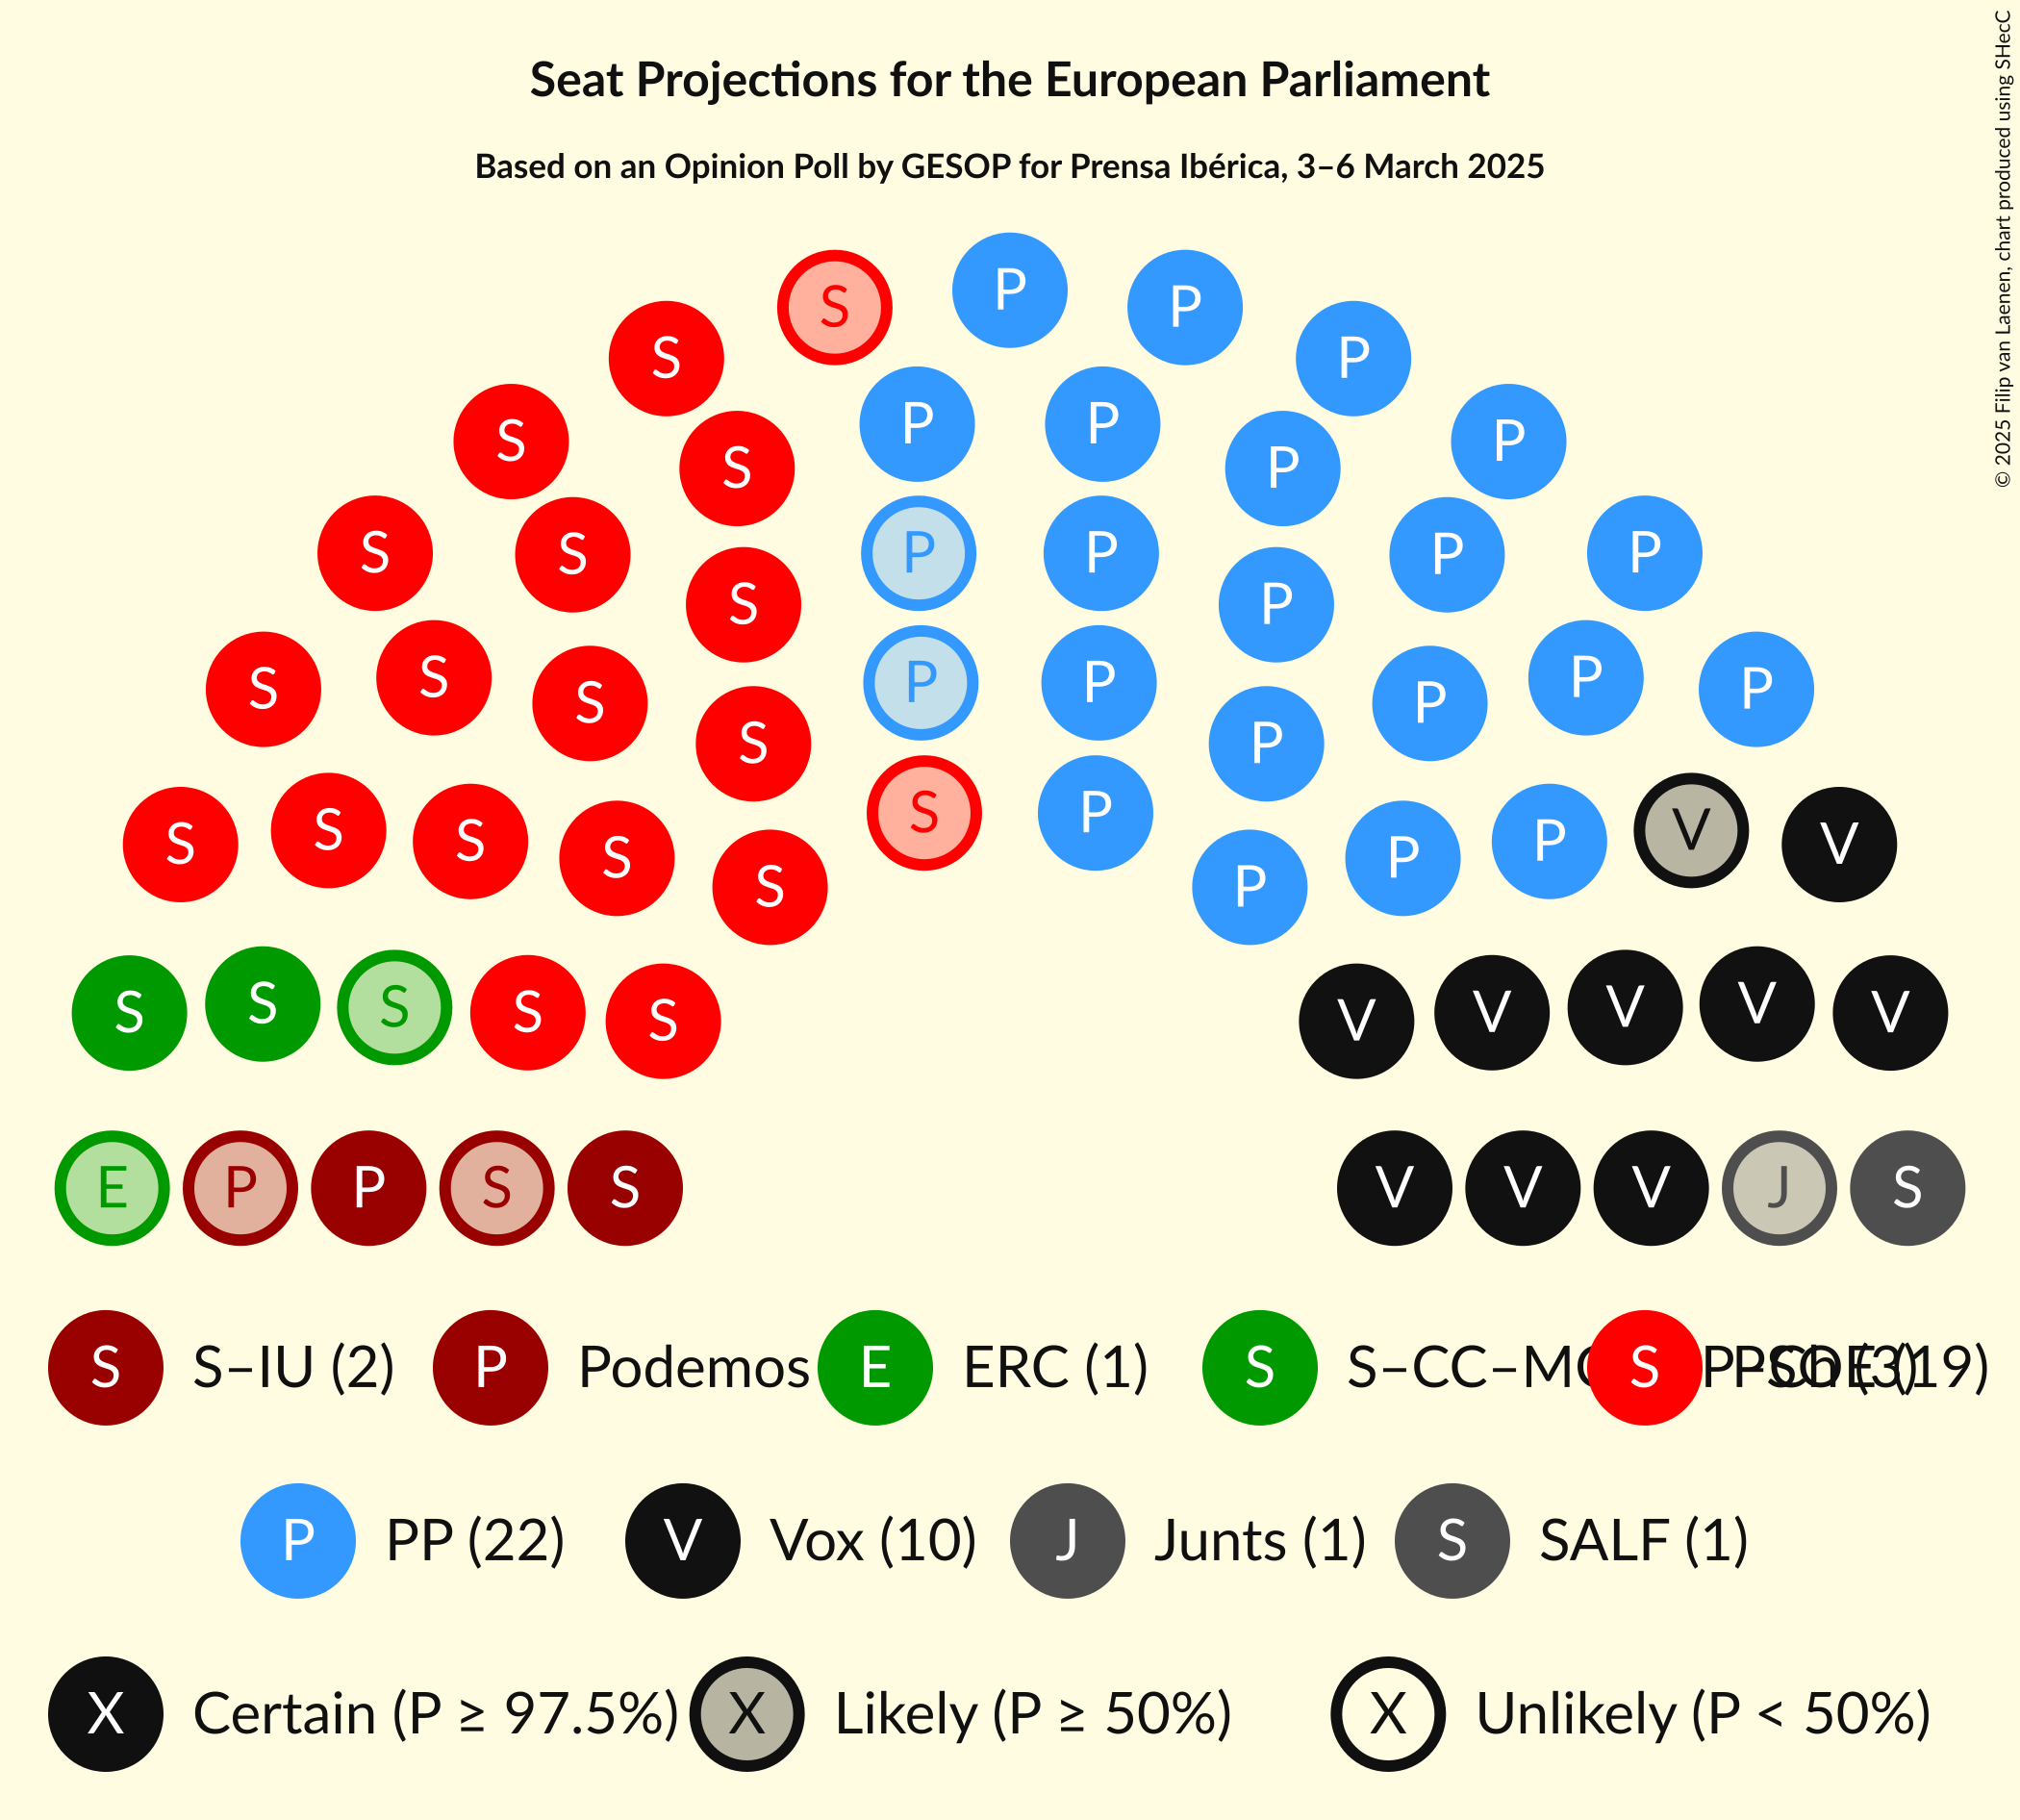 Seat Projections for the European Parliament
Based on an Opinion Poll by GESOP for Prensa Ibérica, 3–6 March 2025
© 2025 Filip van Laenen, chart produced using SHecC
P
S P P
S P
P P
S P
S P
S P P P
S S P P
S P
S P
S P P P
S S P P
S P
S P
S P
S S S S S P P P V V
S S S S S V V V V V
E P P S S V V V J S
S S–IU (2) P Podemos E ERC (1) S S–CC–M S PSOE (19)
P PP (22) V Vox (10) J Junts (1) S SALF (1)
X Certain (P ≥ 97.5%) X Likely (P ≥ 50%) X Unlikely (P < 50%)